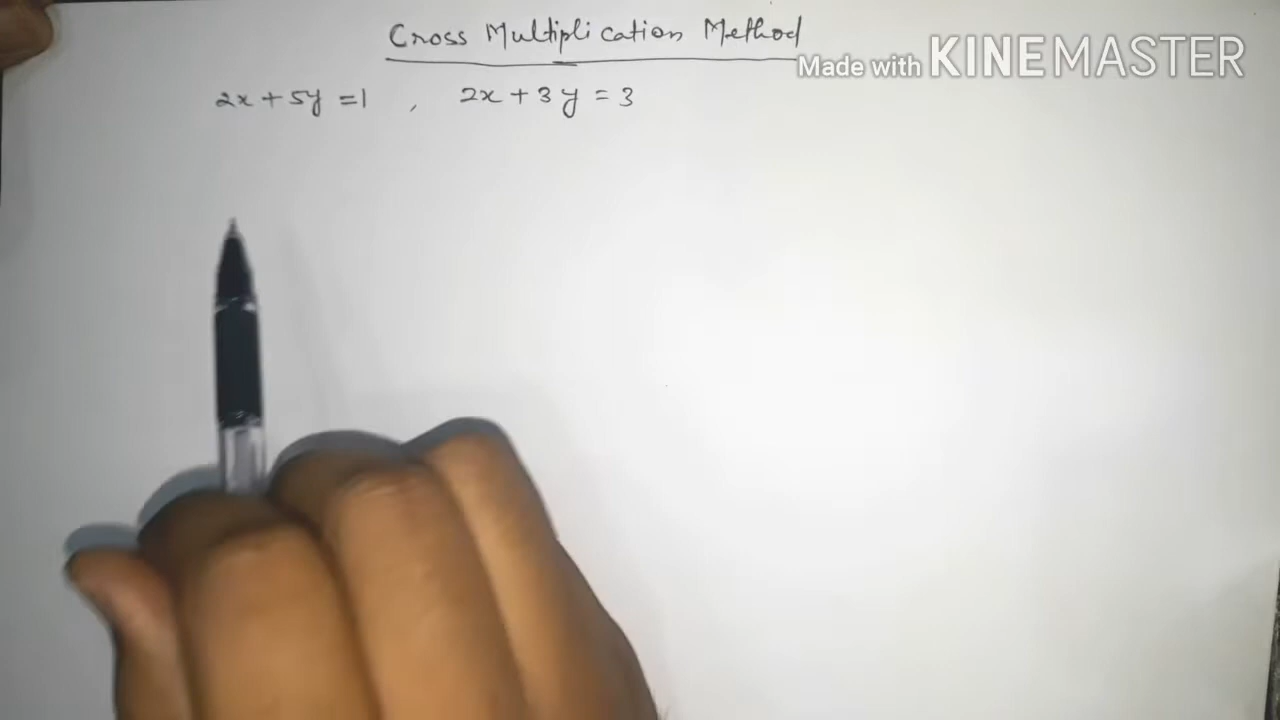 Cross Multiplication Method
Made with KINEMASTER
2x + 5y = 1 , 2x + 3y = 3